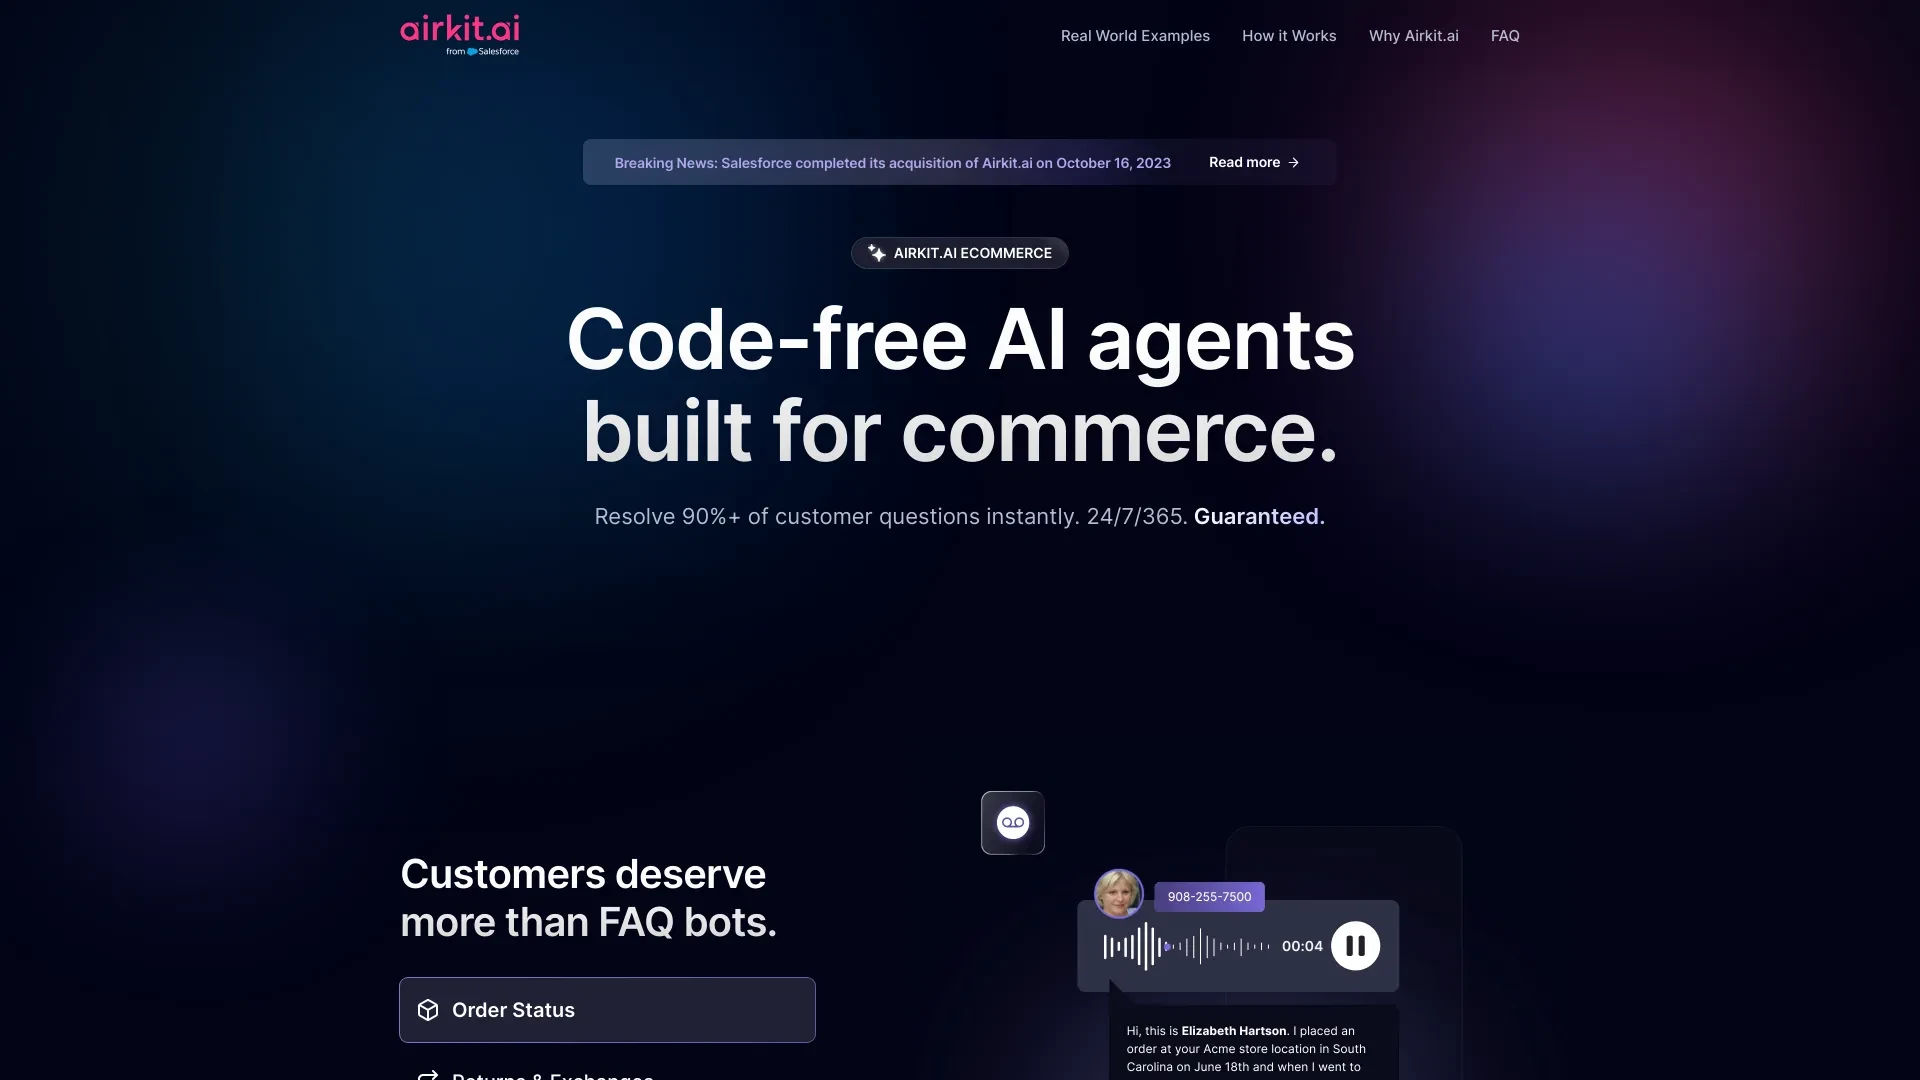 airkit.ai
from Salesforce
Real World Examples
How it Works
Why Airkit.ai
FAQ
Breaking News: Salesforce completed its acquisition of Airkit.ai on October 16, 2023
Read more →
AIRKIT.AI ECOMMERCE
Code-free AI agents
built for commerce.
Resolve 90%+ of customer questions instantly. 24/7/365. Guaranteed.
Customers deserve
more than FAQ bots.
Order Status
Returns & Exchanges
908-255-7500
00:04
Hi, this is Elizabeth Hartson. I placed an
order at your Acme store location in South
Carolina on June 18th and when I went to